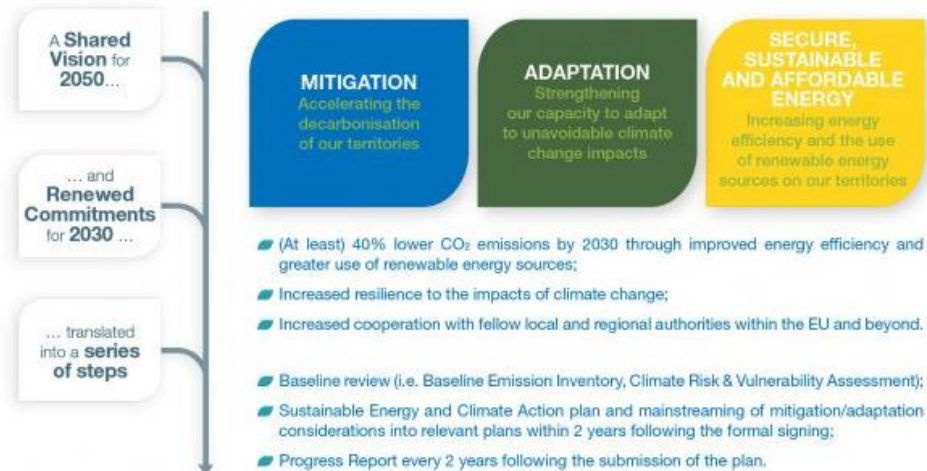 A Shared
Vision for
2050...
MITIGATION
Accelerating the
decarbonisation
of our territories
ADAPTATION
Strengthening
our capacity to adapt
to unavoidable climate
change impacts
SECURE,
SUSTAINABLE
AND AFFORDABLE
ENERGY
Increasing energy
efficiency and the use
of renewable energy
sources on our territories
... and
Renewed
Commitments
for 2030 ...
(At least) 40% lower CO₂ emissions by 2030 through improved energy efficiency and
greater use of renewable energy sources;
Increased resilience to the impacts of climate change;
Increased cooperation with fellow local and regional authorities within the EU and beyond.
... translated
into a series
of steps
Baseline review (i.e. Baseline Emission Inventory, Climate Risk & Vulnerability Assessment);
Sustainable Energy and Climate Action plan and mainstreaming of mitigation/adaptation
considerations into relevant plans within 2 years following the formal signing;
Progress Report every 2 years following the submission of the plan.